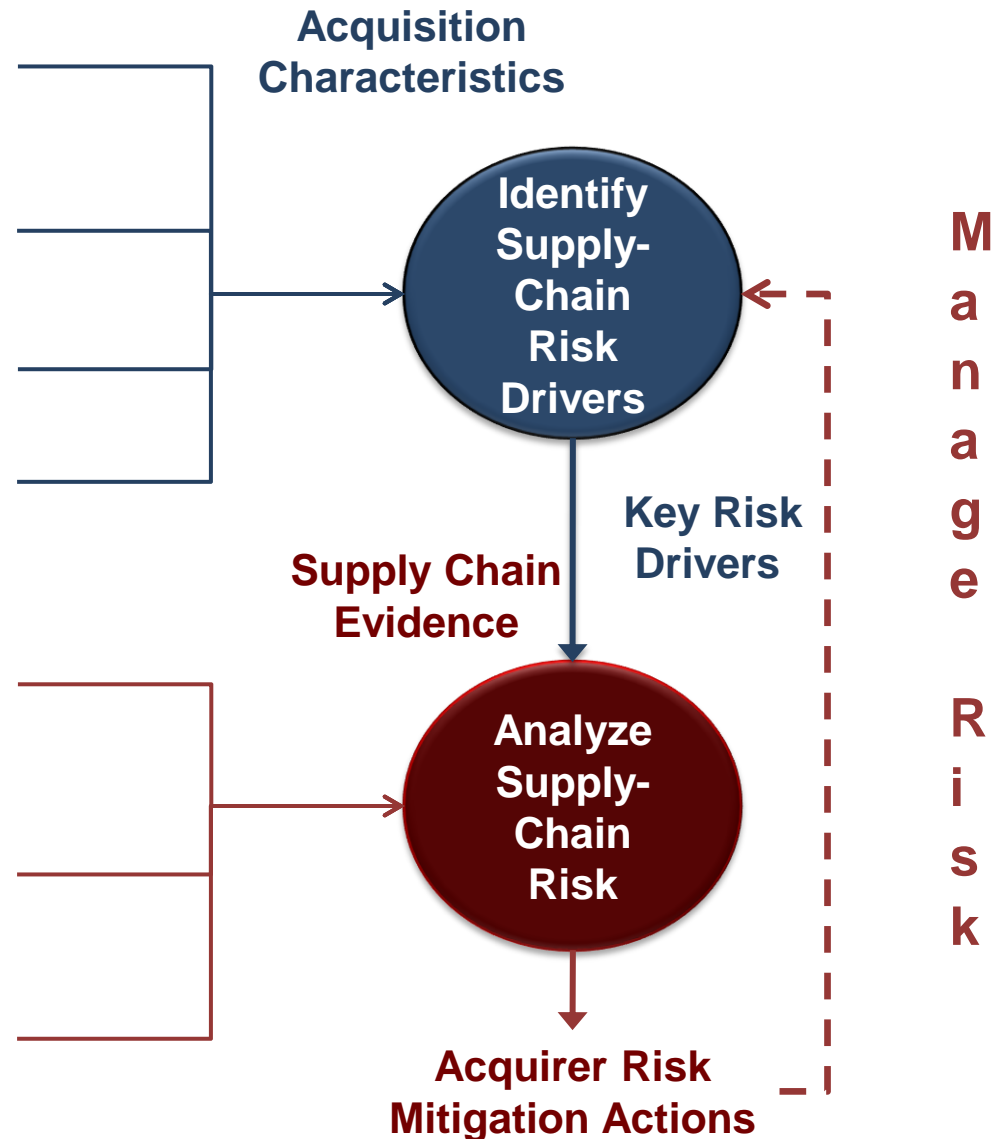 Acquisition
Characteristics
Identify
Supply-
Chain
Risk
Drivers
Key Risk
Drivers
Supply Chain
Evidence
Analyze
Supply-
Chain
Risk
Acquirer Risk
Mitigation Actions
M
a
n
a
g
e
R
i
s
k